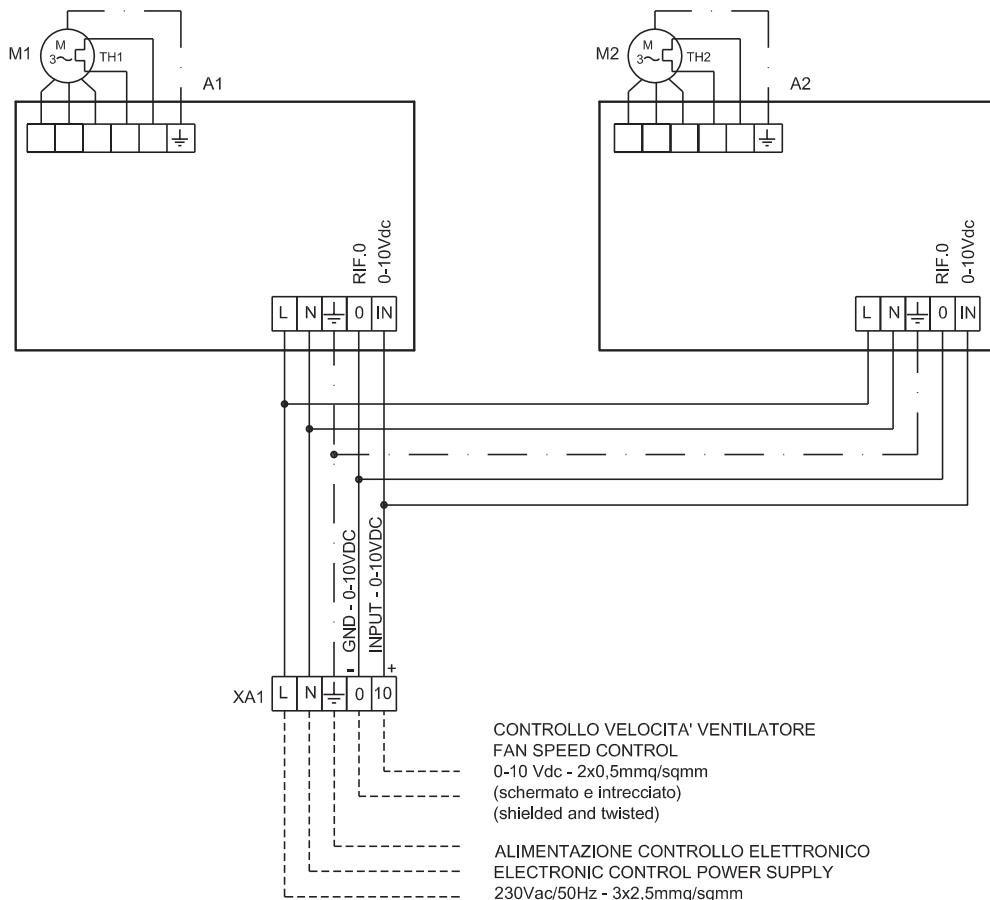 M1
M
3~
TH1
A1
M2
M
3~
TH2
A2
RIF.0
0-10Vdc
L N 0 IN
RIF.0
0-10Vdc
L N 0 IN
GND - 0-10VDC
INPUT - 0-10VDC
- +
XA1 L N 0 10
CONTROLLO VELOCITA' VENTILATORE
FAN SPEED CONTROL
0-10 Vdc - 2x0,5mmq/sqmm
(schermato e intrecciato)
(shielded and twisted)
ALIMENTAZIONE CONTROLLO ELETTRONICO
ELECTRONIC CONTROL POWER SUPPLY
230Vac/50Hz - 3x2,5mmq/sqmm